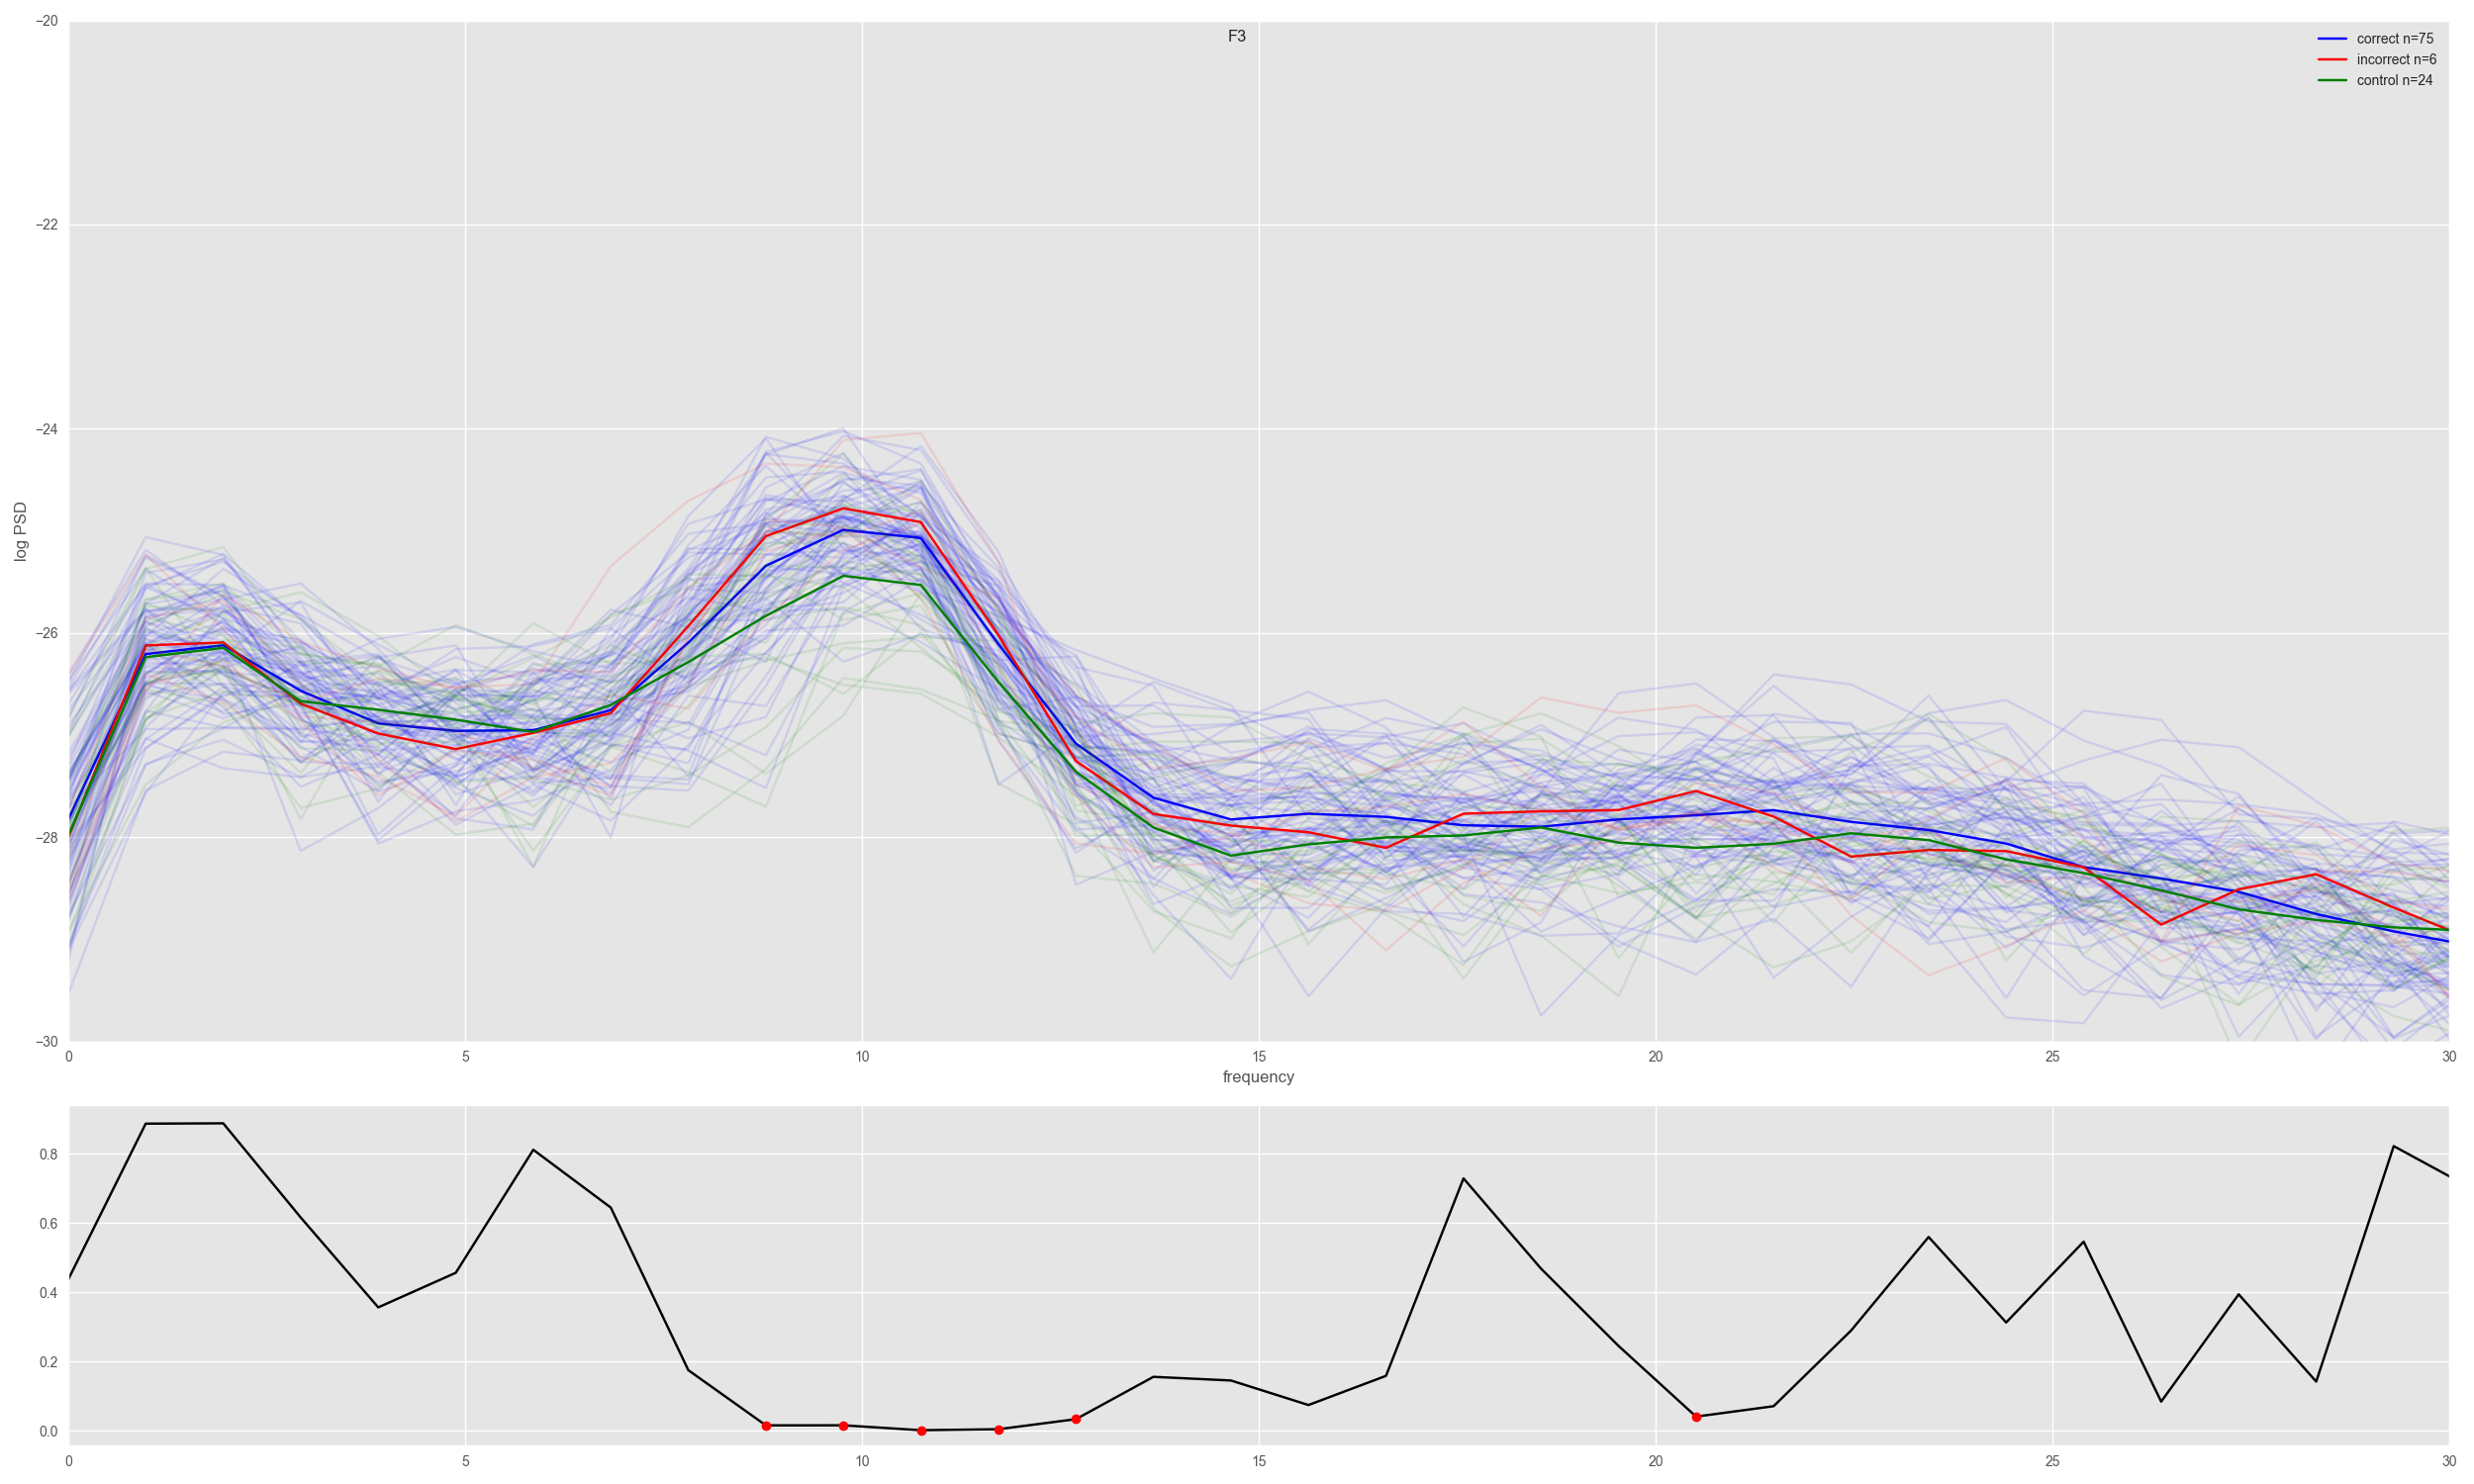 F3
correct n=75
incorrect n=6
control n=24
log PSD
−20
−22
−24
−26
−28
−30
0 5 10 15 20 25 30
frequency
0.8
0.6
0.4
0.2
0.0
0 5 10 15 20 25 30